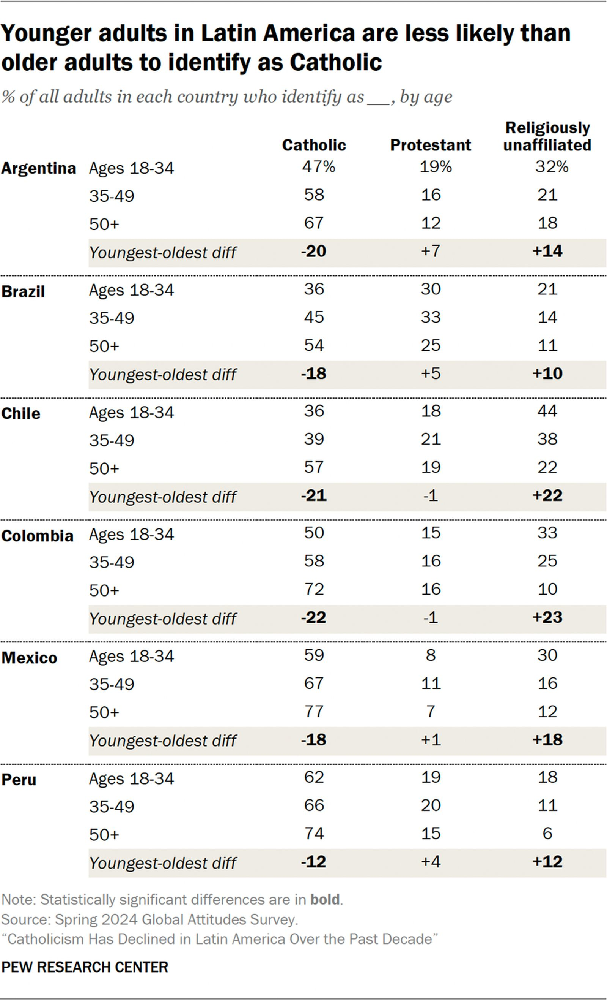 Younger adults in Latin America are less likely than
older adults to identify as Catholic
% of all adults in each country who identify as __, by age
Catholic Protestant Religiously unaffiliated
Argentina Ages 18-34 47% 19% 32%
35-49 58 16 21
50+ 67 12 18
Youngest-oldest diff -20 +7 +14
Brazil Ages 18-34 36 30 21
35-49 45 33 14
50+ 54 25 11
Youngest-oldest diff -18 +5 +10
Chile Ages 18-34 36 18 44
35-49 39 21 38
50+ 57 19 22
Youngest-oldest diff -21 -1 +22
Colombia Ages 18-34 50 15 33
35-49 58 16 25
50+ 72 16 10
Youngest-oldest diff -22 -1 +23
Mexico Ages 18-34 59 8 30
35-49 67 11 16
50+ 77 7 12
Youngest-oldest diff -18 +1 +18
Peru Ages 18-34 62 19 18
35-49 66 20 11
50+ 74 15 6
Youngest-oldest diff -12 +4 +12
Note: Statistically significant differences are in bold.
Source: Spring 2024 Global Attitudes Survey.
“Catholicism Has Declined in Latin America Over the Past Decade”
PEW RESEARCH CENTER